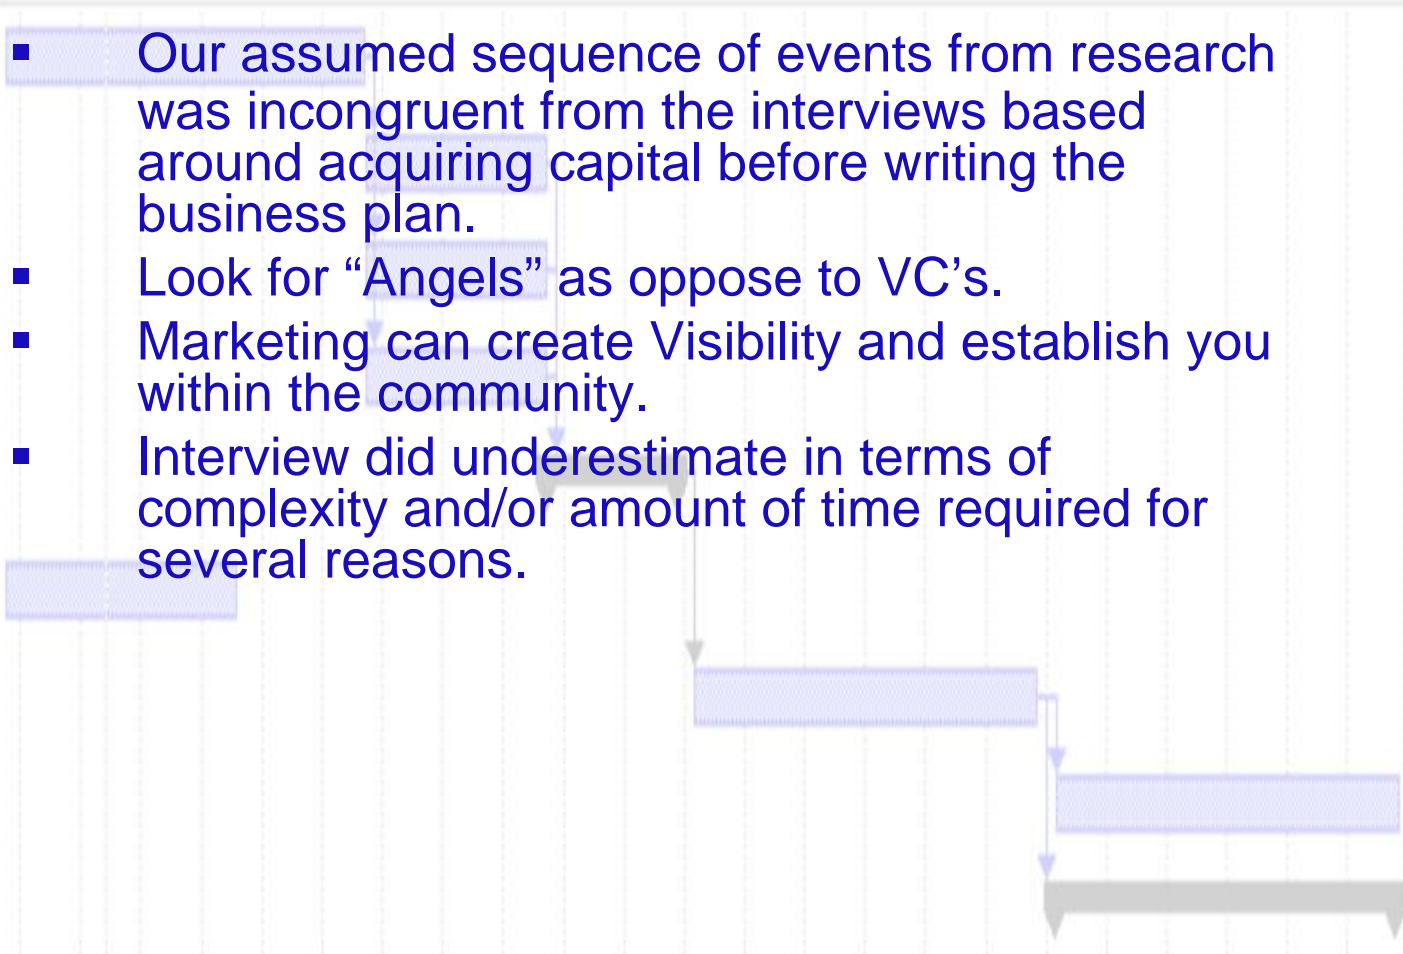 ▪ Our assumed sequence of events from research
was incongruent from the interviews based
around acquiring capital before writing the
business plan.
▪ Look for “Angels” as oppose to VC’s.
▪ Marketing can create Visibility and establish you
within the community.
▪ Interview did underestimate in terms of
complexity and/or amount of time required for
several reasons.